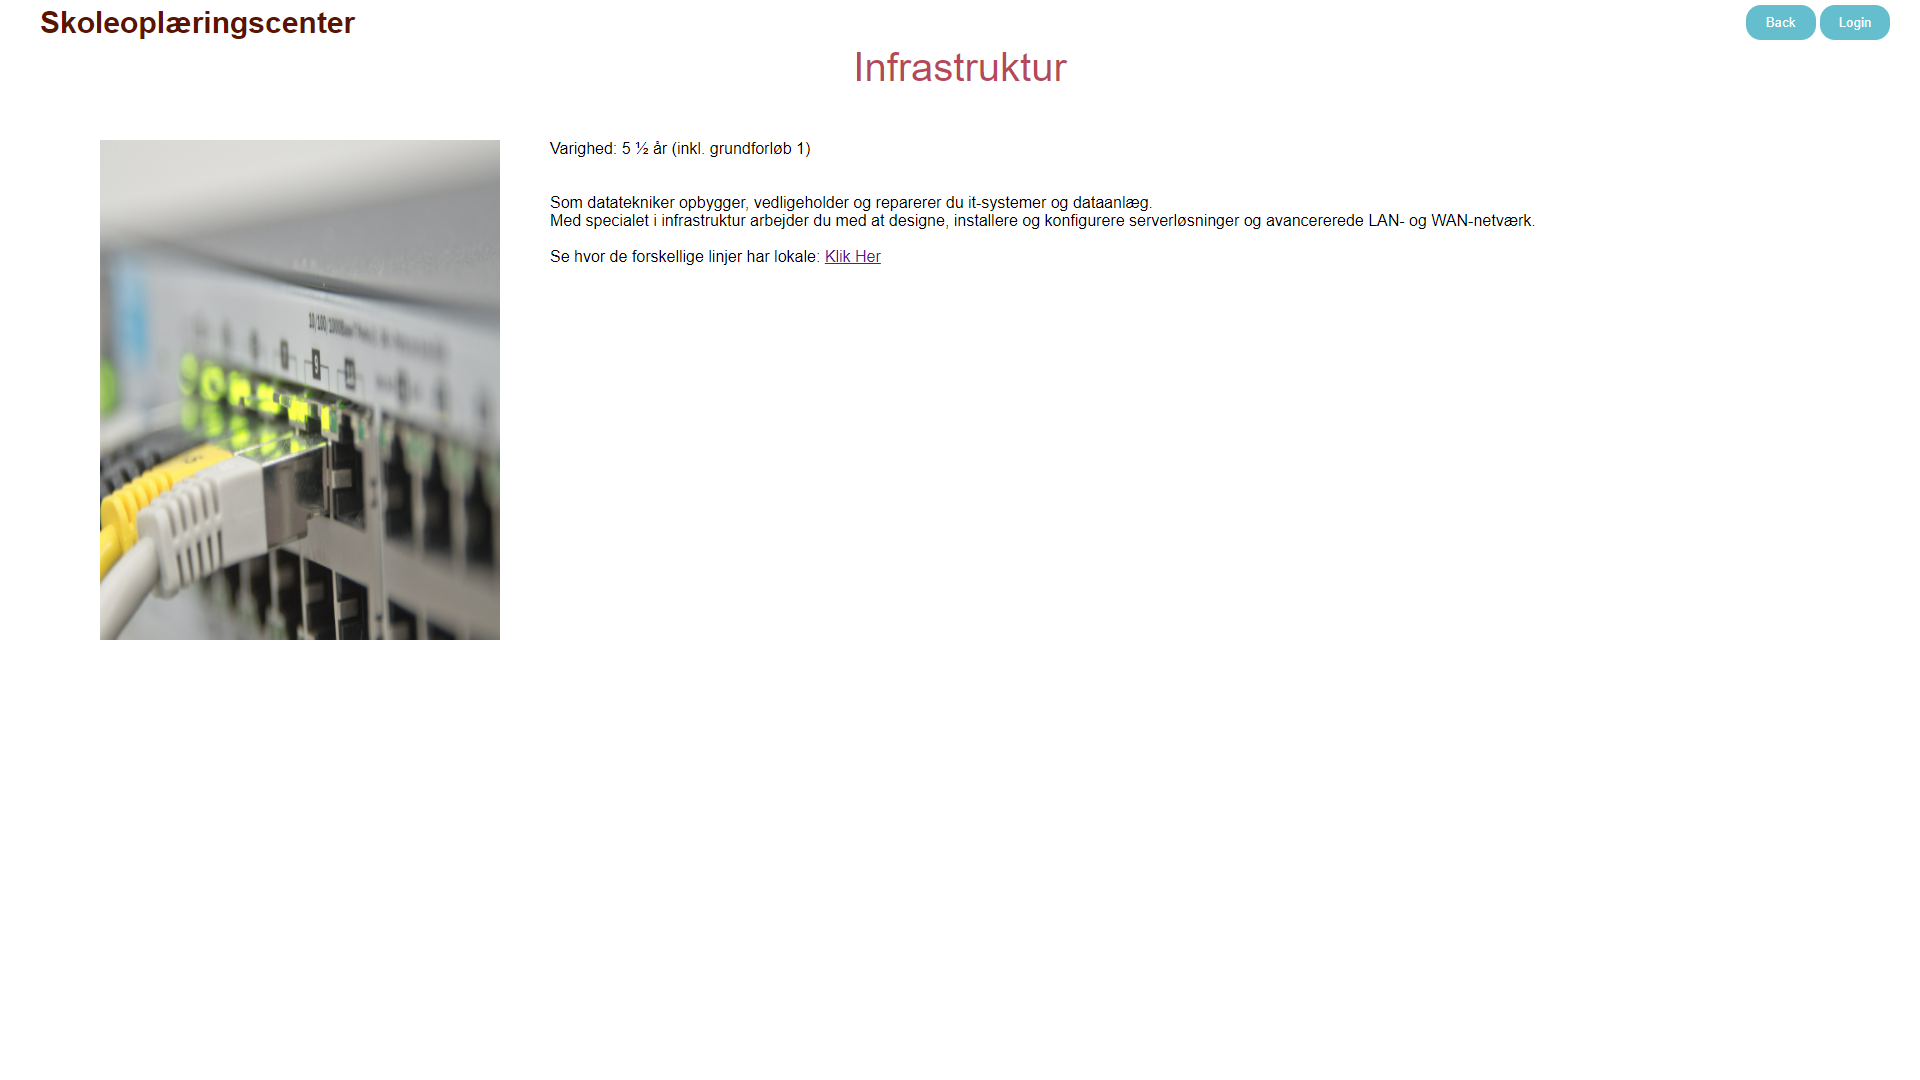 Skoleoplæringscenter
Back
Login
Infrastruktur
Varighed: 5 ½ år (inkl. grundforløb 1)
Som datatekniker opbygger, vedligeholder og reparerer du it-systemer og dataanlæg.
Med specialet i infrastruktur arbejder du med at designe, installere og konfigurere serverløsninger og avancererede LAN- og WAN-netværk.
Se hvor de forskellige linjer har lokale: Klik Her
9